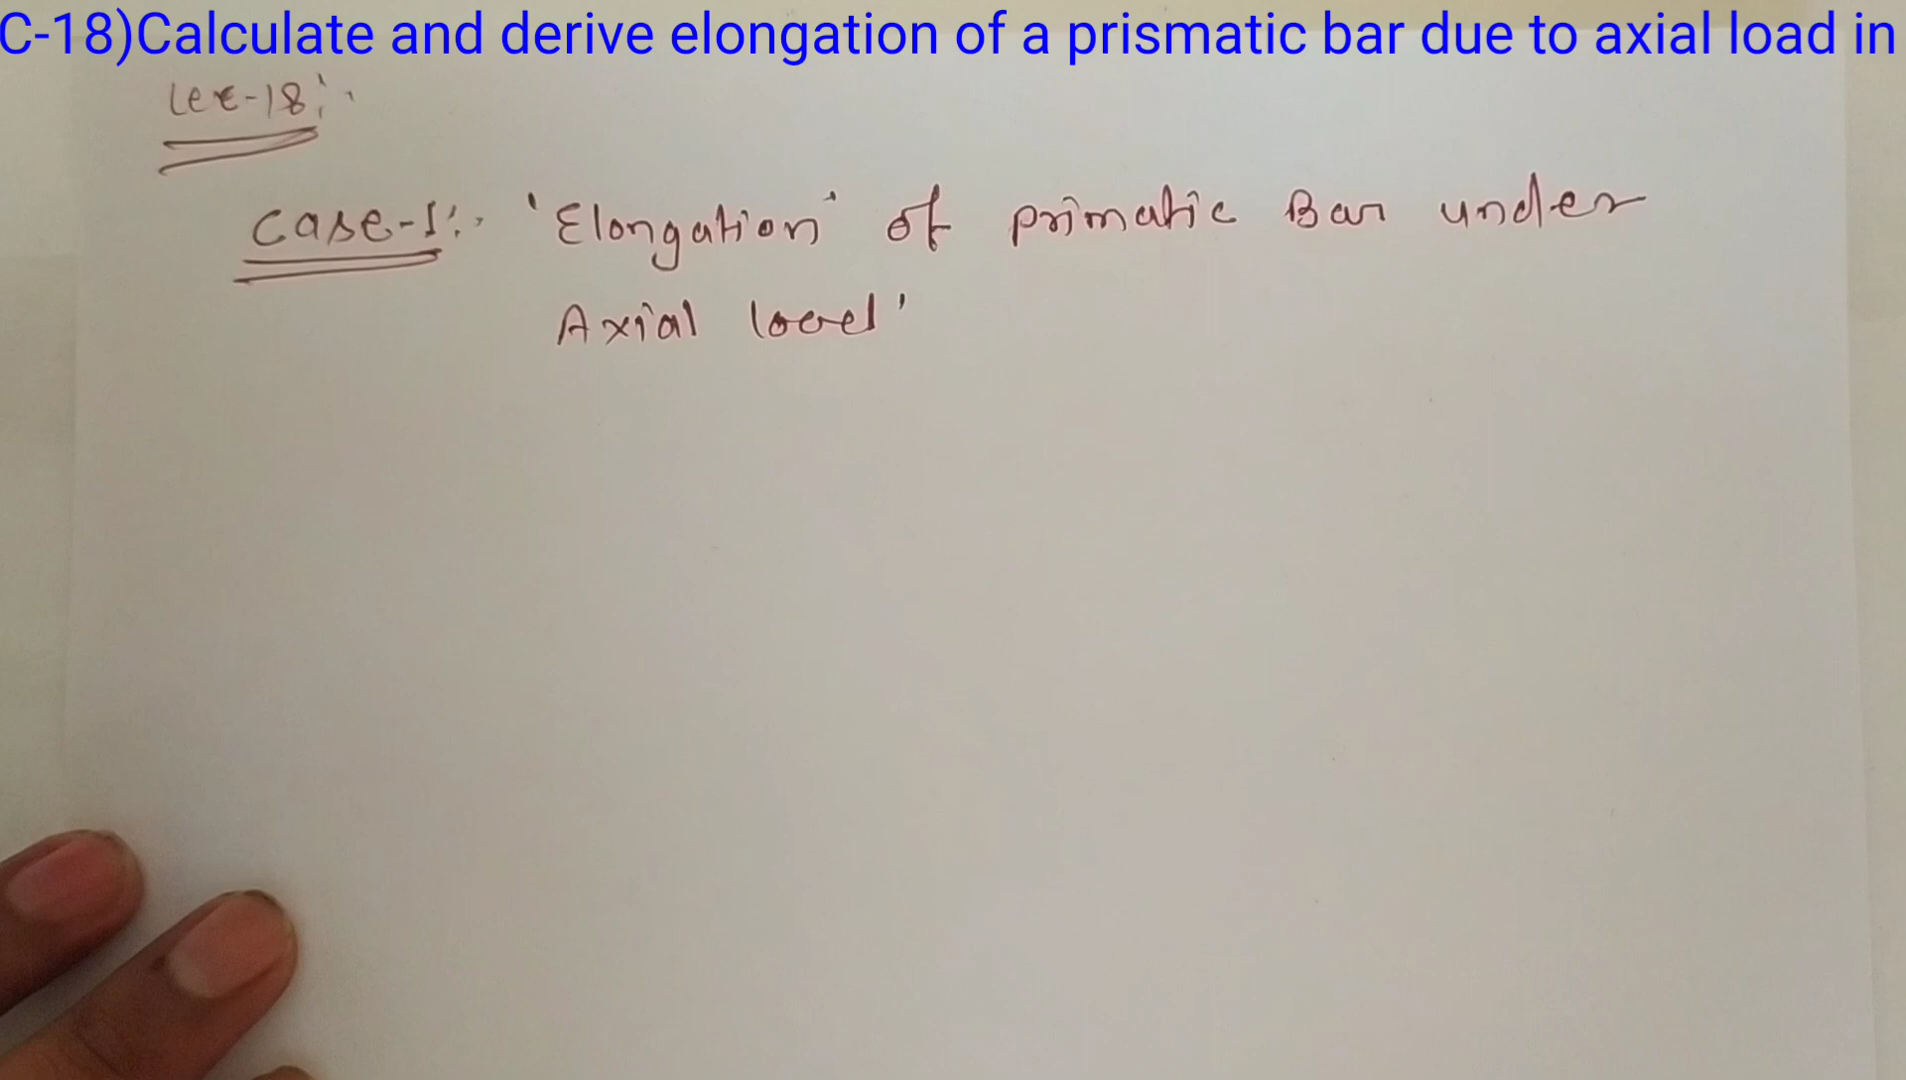 C-18)Calculate and derive elongation of a prismatic bar due to axial load in
Lec-18:-
Case-1:- 'Elongation' of primatic Bar under
Axial load'